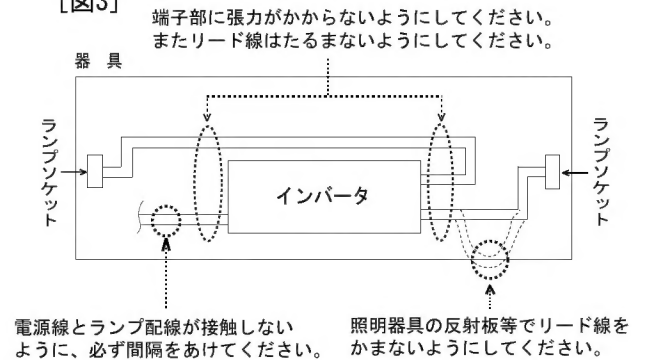 [図3]
端子部に張力がかからないようにしてください。
またリード線はたるまないようにしてください。
器 具
ランプソケット
インバータ
ランプソケット
電源線とランプ配線が接触しない
ように、必ず間隔をあけてください。
照明器具の反射板等でリード線を
かまないようにしてください。